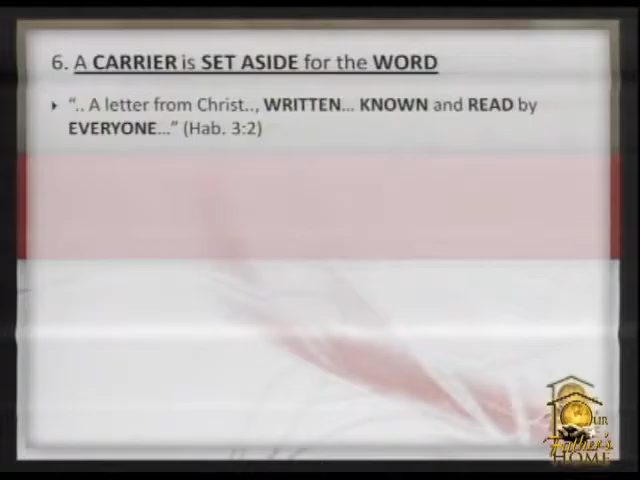 6. A CARRIER is SET ASIDE for the WORD
“.. A letter from Christ.., WRITTEN... KNOWN and READ by
EVERYONE...” (Hab. 3:2)
OUR
Father's
HOME